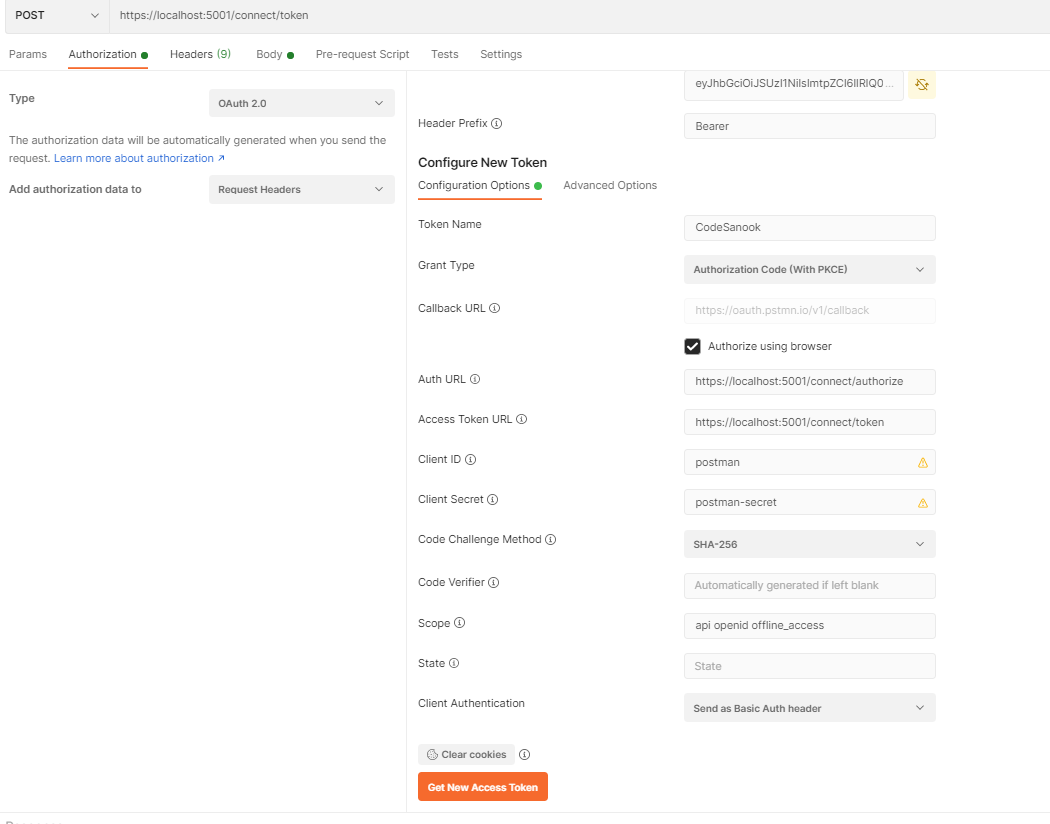 POST https://localhost:5001/connect/token
Params Authorization Headers (9) Body Pre-request Script Tests Settings
Type OAuth 2.0
The authorization data will be automatically generated when you send the
request. Learn more about authorization ↗
Add authorization data to Request Headers
Header Prefix Bearer
Configure New Token
Configuration Options Advanced Options
Token Name CodeSanook
Grant Type Authorization Code (With PKCE)
Callback URL https://oauth.pstmn.io/v1/callback
Authorize using browser
Auth URL https://localhost:5001/connect/authorize
Access Token URL https://localhost:5001/connect/token
Client ID postman
Client Secret postman-secret
Code Challenge Method SHA-256
Code Verifier Automatically generated if left blank
Scope api openid offline_access
State State
Client Authentication Send as Basic Auth header
Clear cookies
Get New Access Token